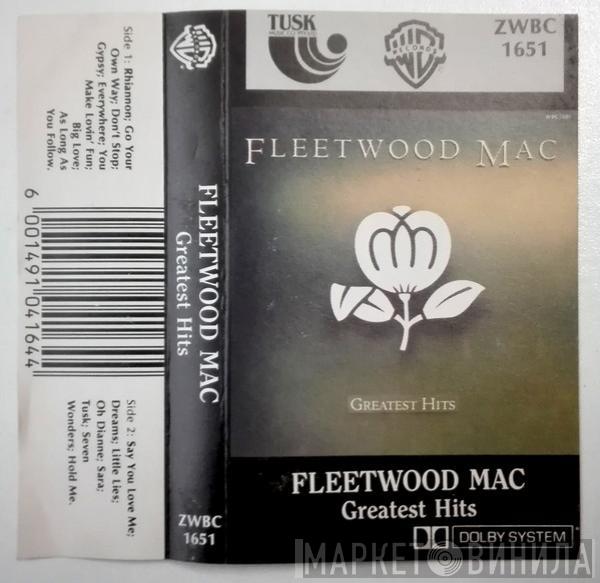 Side 1: Rhiannon; Go Your
Own Way; Don't Stop;
Gypsy; Everywhere; You
Make Lovin' Fun;
Big Love;
As Long As
You Follow.
6 001491 041644
Side 2: Say You Love Me;
Dreams; Little Lies;
Oh Dianne; Sara;
Tusk; Seven
Wonders; Hold Me.
FLEETWOOD MAC
Greatest Hits
ZWBC
1651
TUSK
WB
RECORDS
ZWBC
1651
FLEETWOOD MAC
GREATEST HITS
FLEETWOOD MAC
Greatest Hits
DOLBY SYSTEM
МАРКЕТ ВИНИЛА